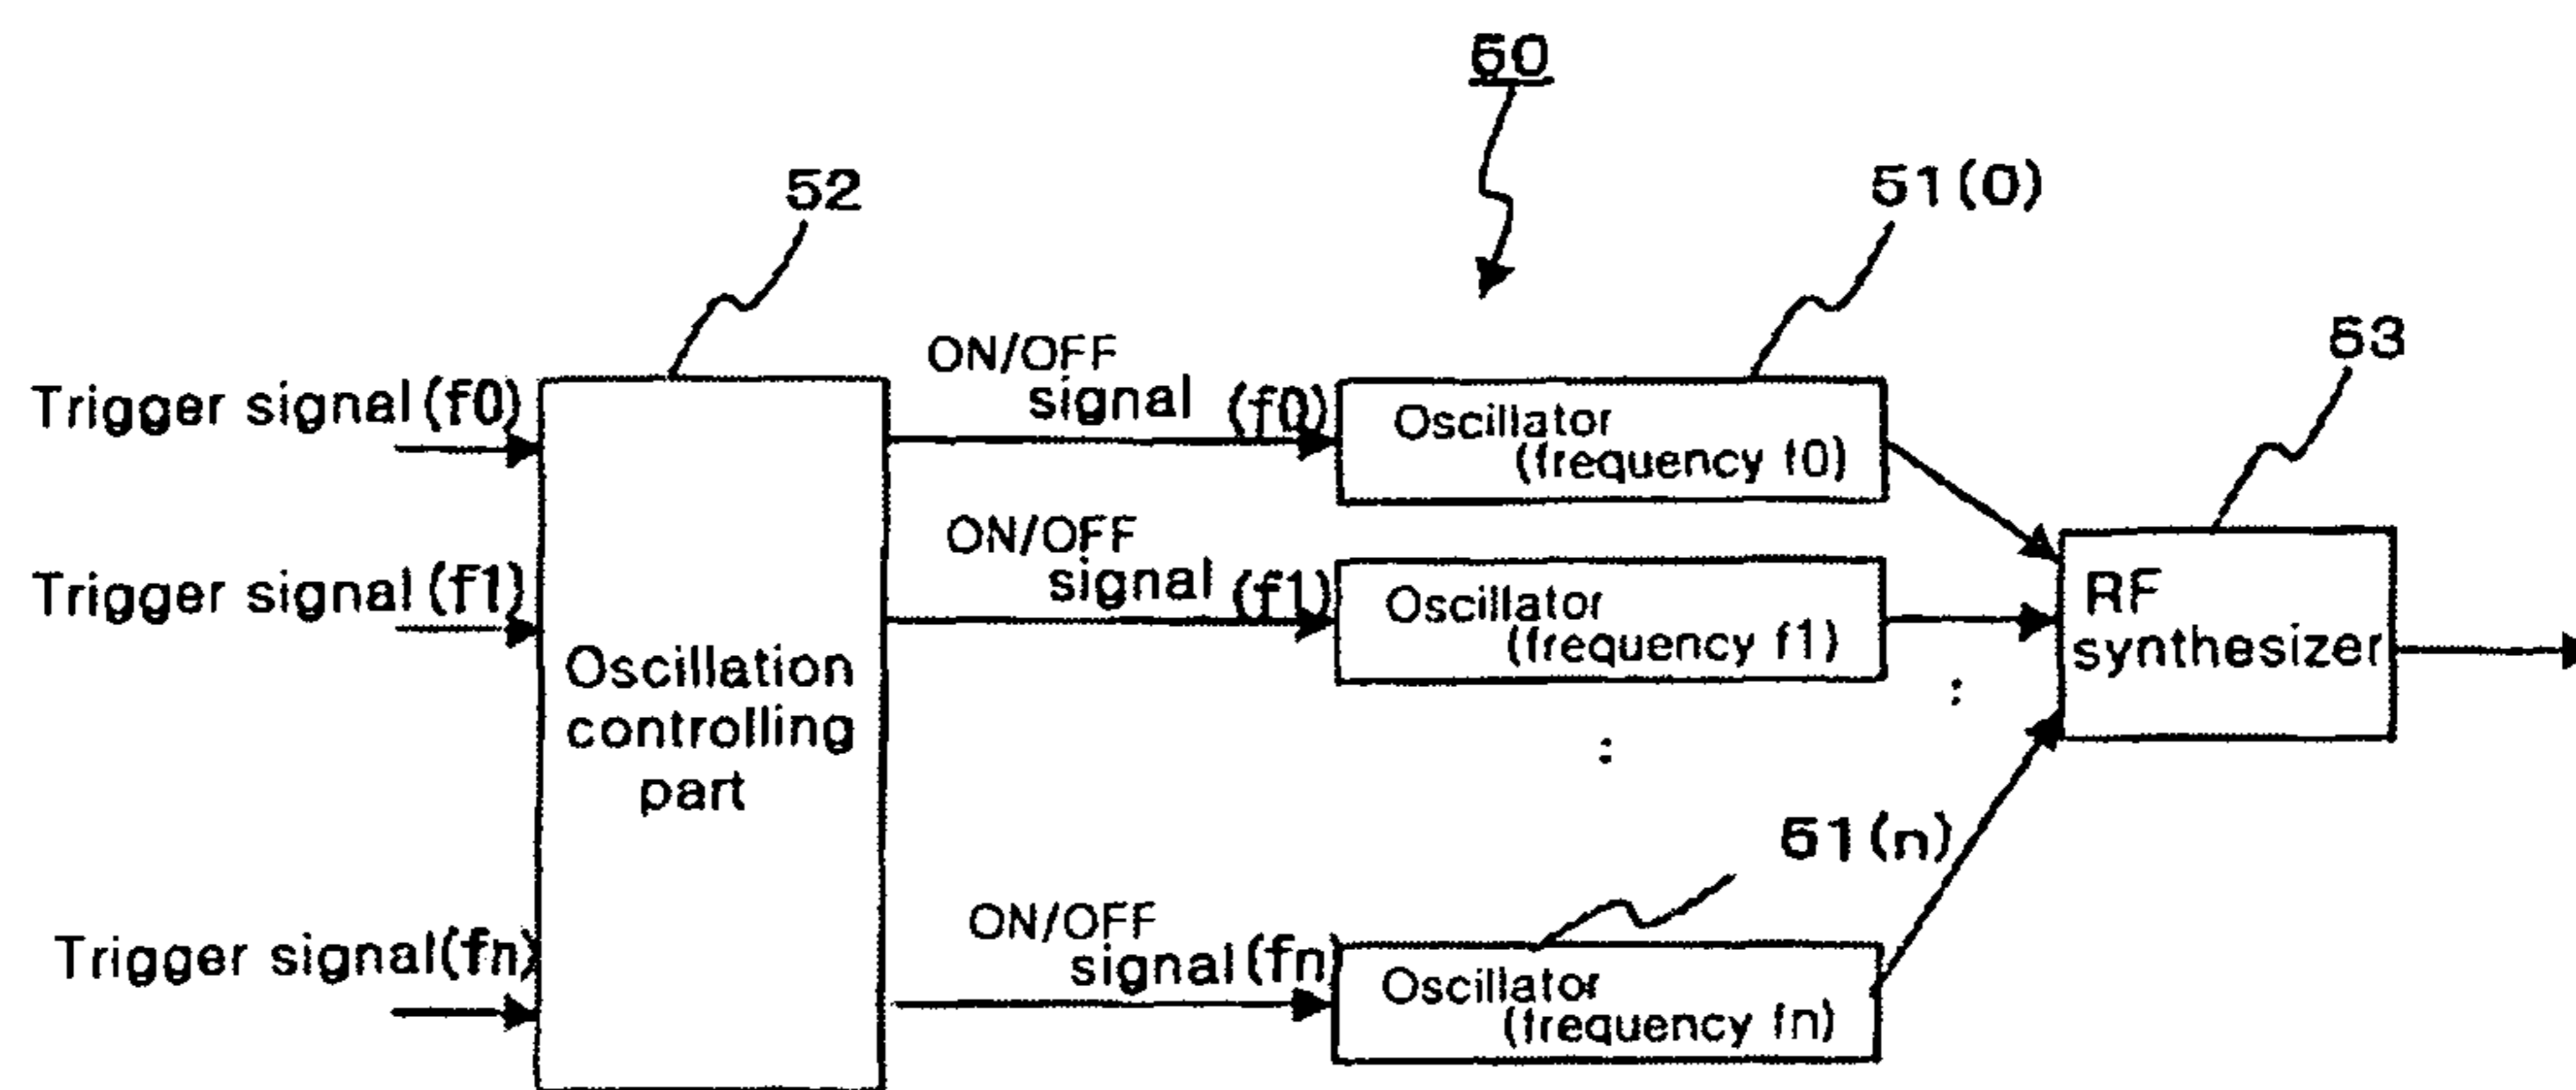 50
52
51(0)
53
Trigger signal (f0)
ON/OFF
signal (f0)
Oscillator
(frequency f0)
Trigger signal (f1)
ON/OFF
signal (f1)
Oscillator
(frequency f1)
RF
synthesizer
Oscillation
controlling
part
:
:
51(n)
Trigger signal(fn)
ON/OFF
signal(fn)
Oscillator
(frequency fn)